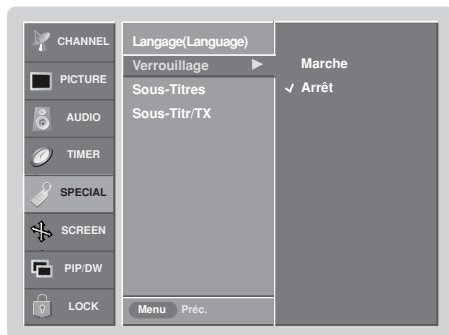 CHANNEL
PICTURE
AUDIO
TIMER
SPECIAL
SCREEN
PIP/DW
LOCK
Langage(Language)
Verrouillage ▶
Sous-Titres
Sous-Titr/TX
Menu Préc.
Marche
✓ Arrêt